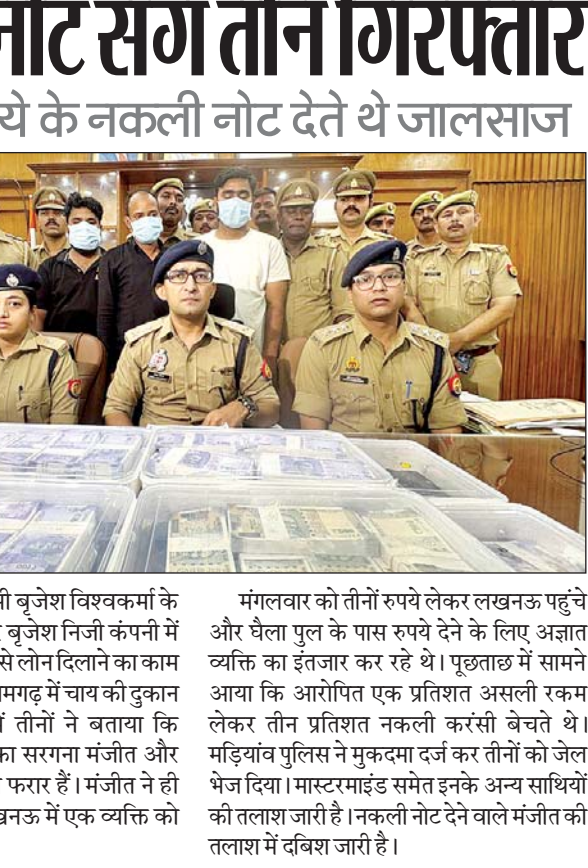 नोट संग तीन गिरफ्तार
ये के नकली नोट देते थे जालसाज
सी बृजेश विश्वकर्मा के
बृजेश निजी कंपनी में
से लोन दिलाने का काम
मगढ़ में चाय की दुकान
तीनों ने बताया कि
का सरगना मंजीत और
फरार हैं। मंजीत ने ही
खनऊ में एक व्यक्ति को
मंगलवार को तीनों रुपये लेकर लखनऊ पहुंचे
और घैला पुल के पास रुपये देने के लिए अज्ञात
व्यक्ति का इंतजार कर रहे थे। पूछताछ में सामने
आया कि आरोपित एक प्रतिशत असली रकम
लेकर तीन प्रतिशत नकली करंसी बेचते थे।
मड़ियांव पुलिस ने मुकदमा दर्ज कर तीनों को जेल
भेज दिया। मास्टरमाइंड समेत इनके अन्य साथियों
की तलाश जारी है। नकली नोट देने वाले मंजीत की
तलाश में दबिश जारी है।